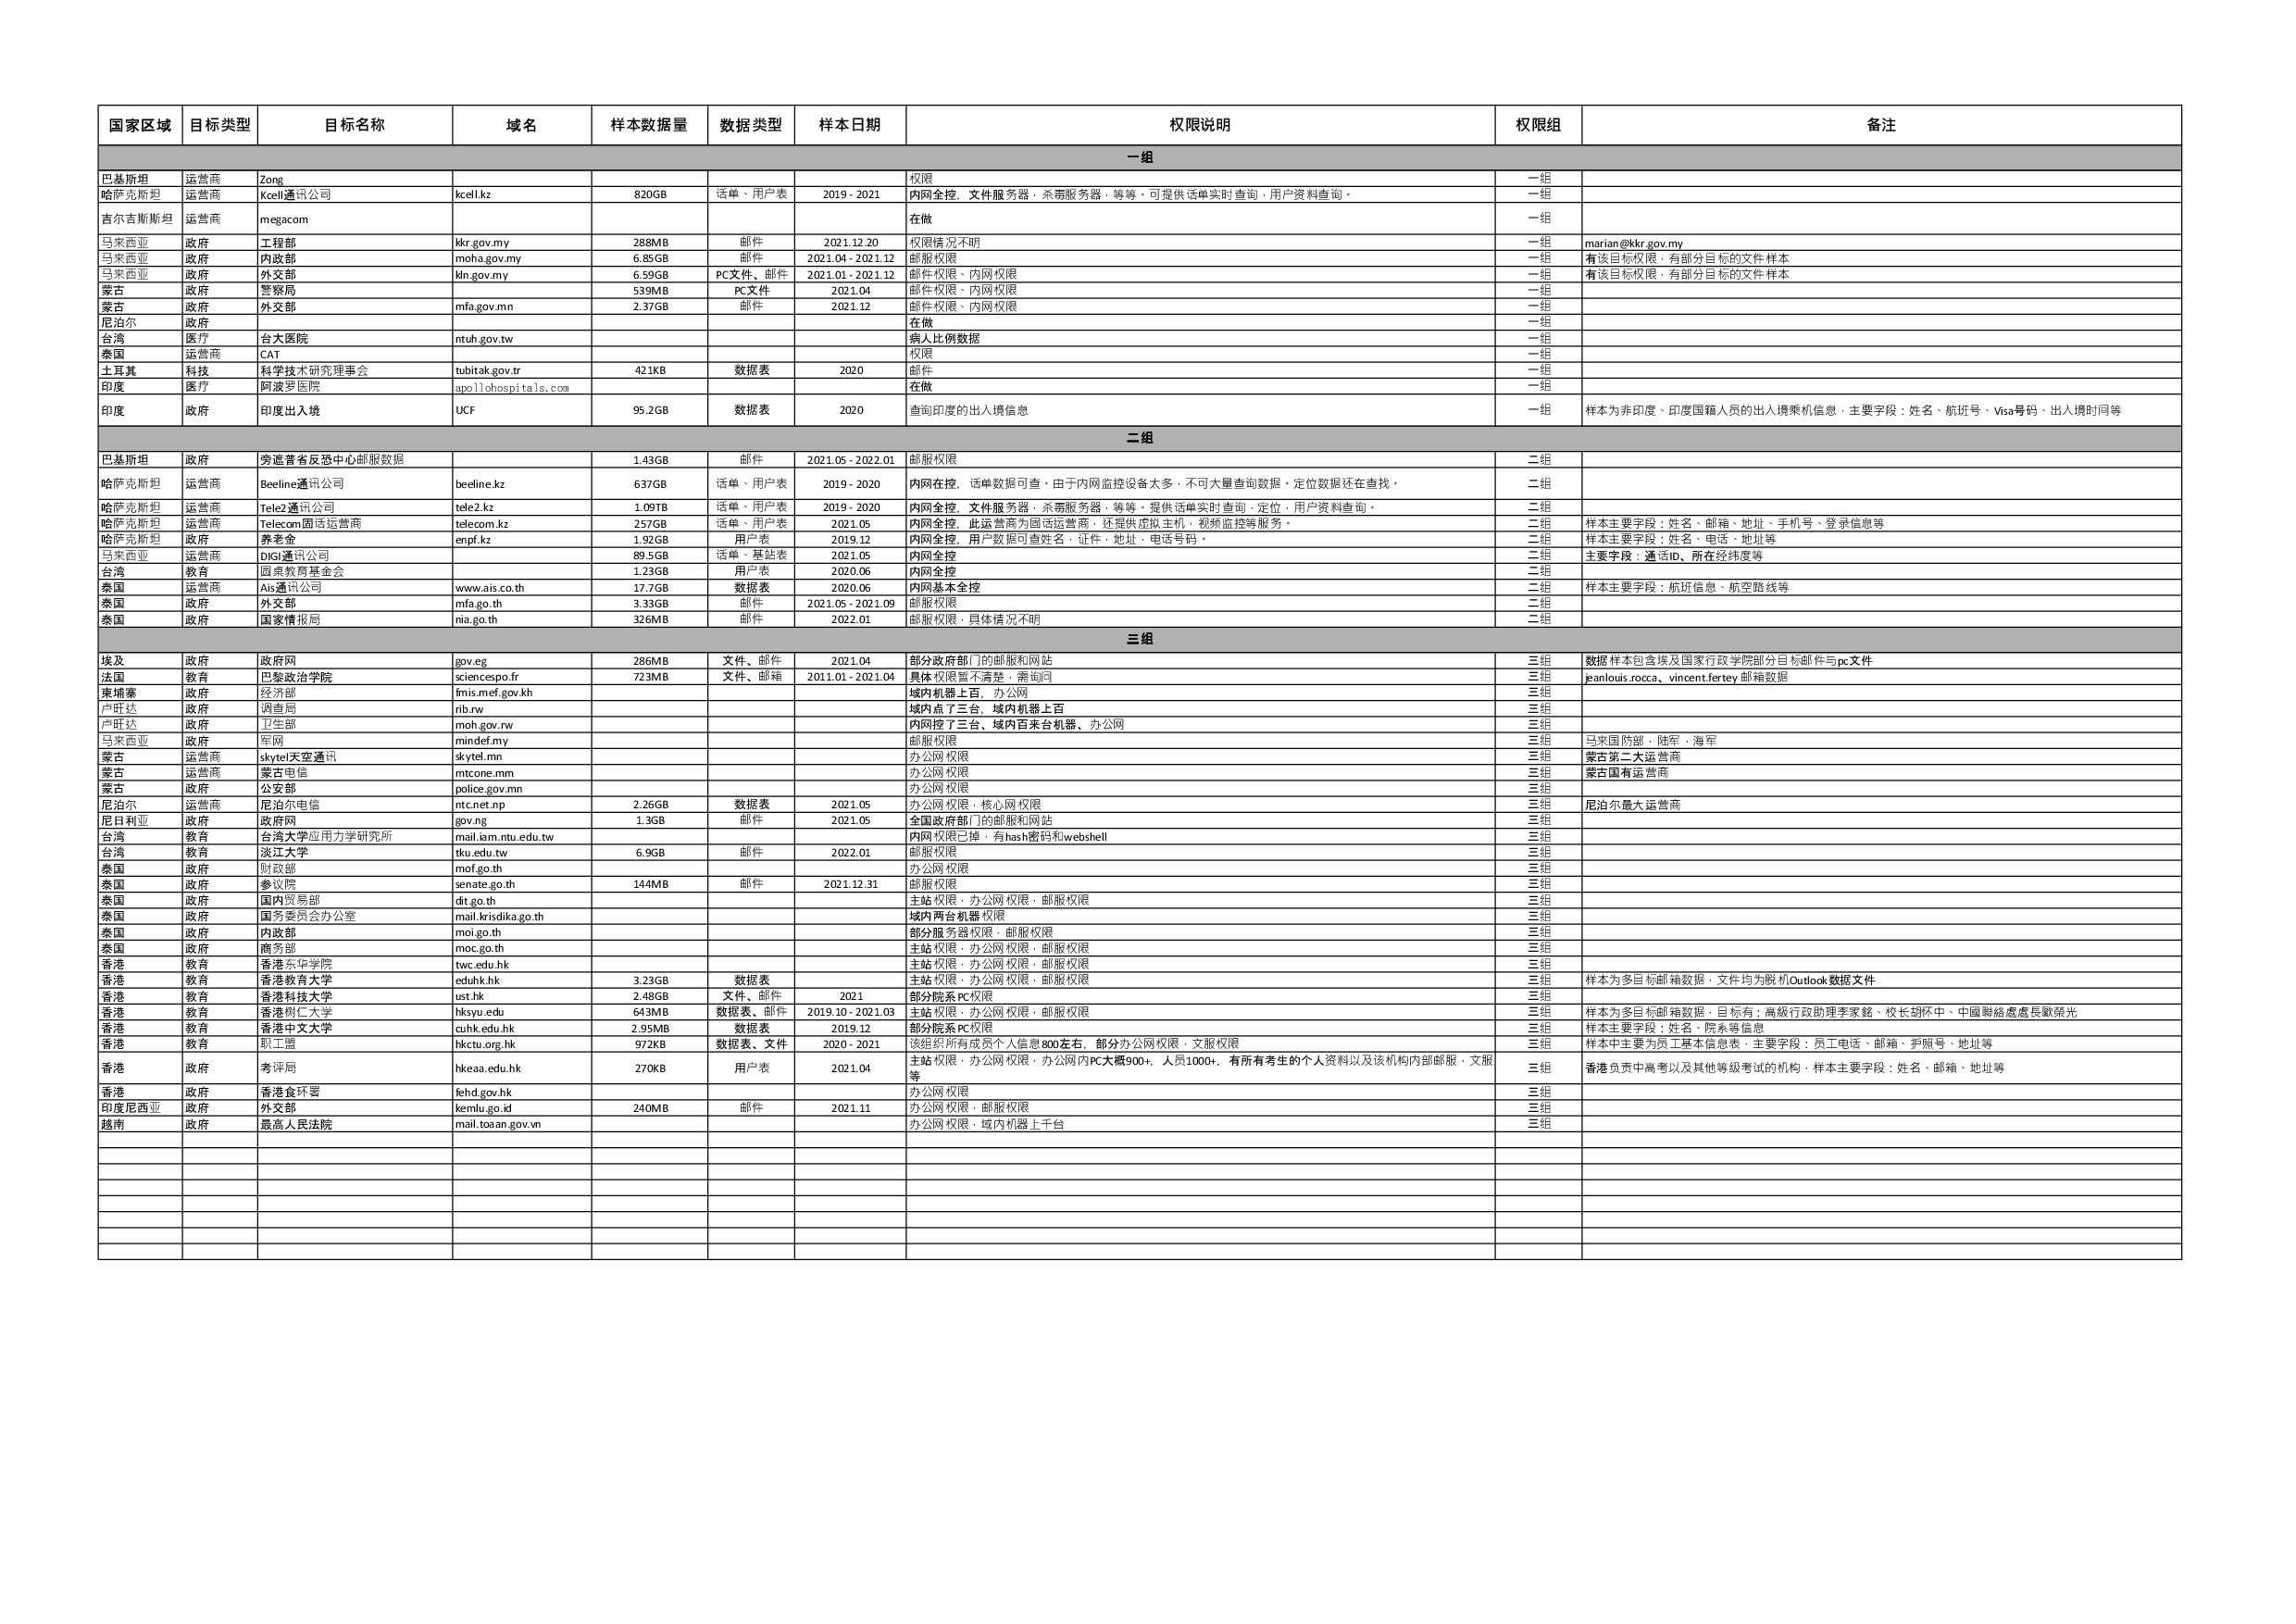 国家区域 目标类型 目标名称 域名 样本数据量 数据类型 样本日期 权限说明 权限组 备注
一组
巴基斯坦 运营商 Zong 权限 一组
哈萨克斯坦 运营商 Kcell通讯公司 kcell.kz 820GB 话单、用户表 2019 - 2021 内网全控，文件服务器，杀毒服务器，等等。可提供话单实时查询，用户资料查询。 一组
吉尔吉斯斯坦 运营商 megacom 在做 一组
马来西亚 政府 工程部 kkr.gov.my 288MB 邮件 2021.12.20 权限情况不明 一组 marian@kkr.gov.my
马来西亚 政府 内政部 moha.gov.my 6.85GB 邮件 2021.04 - 2021.12 邮服权限 一组 有该目标权限，有部分目标的文件样本
马来西亚 政府 外交部 kln.gov.my 6.59GB PC文件、邮件 2021.01 - 2021.12 邮件权限、内网权限 一组 有该目标权限，有部分目标的文件样本
蒙古 政府 警察局 539MB PC文件 2021.04 邮件权限、内网权限 一组
蒙古 政府 外交部 mfa.gov.mn 2.37GB 邮件 2021.12 邮件权限、内网权限 一组
尼泊尔 政府 在做 一组
台湾 医疗 台大医院 ntuh.gov.tw 病人比例数据 一组
泰国 运营商 CAT 权限 一组
土耳其 科技 科学技术研究理事会 tubitak.gov.tr 421KB 数据表 2020 邮件 一组
印度 医疗 阿波罗医院 apollohospitals.com 在做 一组
印度 政府 印度出入境 UCF 95.2GB 数据表 2020 查询印度的出入境信息 一组 样本为非印度、印度国籍人员的出入境乘机信息，主要字段：姓名、航班号、Visa号码、出入境时间等
二组
巴基斯坦 政府 旁遮普省反恐中心邮服数据 1.43GB 邮件 2021.05 - 2022.01 邮服权限 二组
哈萨克斯坦 运营商 Beeline通讯公司 beeline.kz 637GB 话单、用户表 2019 - 2020 内网在控，话单数据可查。由于内网监控设备太多，不可大量查询数据。定位数据还在查找。 二组
哈萨克斯坦 运营商 Tele2通讯公司 tele2.kz 1.09TB 话单、用户表 2019 - 2020 内网全控，文件服务器，杀毒服务器，等等。提供话单实时查询，定位，用户资料查询。 二组
哈萨克斯坦 运营商 Telecom固话运营商 telecom.kz 257GB 话单、用户表 2021.05 内网全控，此运营商为固话运营商，还提供虚拟主机，视频监控等服务。 二组 样本主要字段：姓名、邮箱、地址、手机号、登录信息等
哈萨克斯坦 政府 养老金 enpf.kz 1.92GB 用户表 2019.12 内网全控，用户数据可查姓名，证件，地址，电话号码。 二组 样本主要字段：姓名、电话、地址等
马来西亚 运营商 DIGI通讯公司 89.5GB 话单、基站表 2021.05 内网全控 二组 主要字段：通话ID、所在经纬度等
台湾 教育 圆桌教育基金会 1.23GB 用户表 2020.06 内网全控 二组
泰国 运营商 Ais通讯公司 www.ais.co.th 17.7GB 数据表 2020.06 内网基本全控 二组 样本主要字段：航班信息、航空路线等
泰国 政府 外交部 mfa.go.th 3.33GB 邮件 2021.05 - 2021.09 邮服权限 二组
泰国 政府 国家情报局 nia.go.th 326MB 邮件 2022.01 邮服权限，具体情况不明 二组
三组
埃及 政府 政府网 gov.eg 286MB 文件、邮件 2021.04 部分政府部门的邮服和网站 三组 数据样本包含埃及国家行政学院部分目标邮件与pc文件
法国 教育 巴黎政治学院 sciencespo.fr 723MB 文件、邮箱 2011.01 - 2021.04 具体权限暂不清楚，需询问 三组 jeanlouis.rocca、vincent.fertey 邮箱数据
柬埔寨 政府 经济部 fmis.mef.gov.kh 域内机器上百，办公网 三组
卢旺达 政府 调查局 rib.rw 域内点了三台，域内机器上百 三组
卢旺达 政府 卫生部 moh.gov.rw 内网控了三台、域内百来台机器、办公网 三组
马来西亚 政府 军网 mindef.my 邮服权限 三组 马来国防部，陆军，海军
蒙古 运营商 skytel天空通讯 skytel.mn 办公网权限 三组 蒙古第二大运营商
蒙古 运营商 蒙古电信 mtcone.mm 办公网权限 三组 蒙古国有运营商
蒙古 政府 公安部 police.gov.mn 办公网权限 三组
尼泊尔 运营商 尼泊尔电信 ntc.net.np 2.26GB 数据表 2021.05 办公网权限，核心网权限 三组 尼泊尔最大运营商
尼日利亚 政府 政府网 gov.ng 1.3GB 邮件 2021.05 全国政府部门的邮服和网站 三组
台湾 教育 台湾大学应用力学研究所 mail.iam.ntu.edu.tw 内网权限已掉，有hash密码和webshell 三组
台湾 教育 淡江大学 tku.edu.tw 6.9GB 邮件 2022.01 邮服权限 三组
泰国 政府 财政部 mof.go.th 办公网权限 三组
泰国 政府 参议院 senate.go.th 144MB 邮件 2021.12.31 邮服权限 三组
泰国 政府 国内贸易部 dit.go.th 主站权限，办公网权限，邮服权限 三组
泰国 政府 国务委员会办公室 mail.krisdika.go.th 域内两台机器权限 三组
泰国 政府 内政部 moi.go.th 部分服务器权限，邮服权限 三组
泰国 政府 商务部 moc.go.th 主站权限，办公网权限，邮服权限 三组
香港 教育 香港东华学院 twc.edu.hk 主站权限，办公网权限，邮服权限 三组
香港 教育 香港教育大学 eduhk.hk 3.23GB 数据表 主站权限，办公网权限，邮服权限 三组 样本为多目标邮箱数据，文件均为脱机Outlook数据文件
香港 教育 香港科技大学 ust.hk 2.48GB 文件、邮件 2021 部分院系PC权限 三组
香港 教育 香港树仁大学 hksyu.edu 643MB 数据表、邮件 2019.10 - 2021.03 主站权限，办公网权限，邮服权限 三组 样本为多目标邮箱数据，目标有：高級行政助理李家銘、校长胡怀中、中國聯絡處處長歐榮光
香港 教育 香港中文大学 cuhk.edu.hk 2.95MB 数据表 2019.12 部分院系PC权限 三组 样本主要字段：姓名、院系等信息
香港 教育 职工盟 hkctu.org.hk 972KB 数据表、文件 2020 - 2021 该组织所有成员个人信息800左右，部分办公网权限，文服权限 三组 样本中主要为员工基本信息表，主要字段：员工电话、邮箱、护照号、地址等
香港 政府 考评局 hkeaa.edu.hk 270KB 用户表 2021.04 主站权限，办公网权限，办公网内PC大概900+，人员1000+，有所有考生的个人资料以及该机构内部邮服，文服 三组 香港负责中高考以及其他等级考试的机构，样本主要字段：姓名、邮箱、地址等
等
香港 政府 香港食环署 fehd.gov.hk 办公网权限 三组
印度尼西亚 政府 外交部 kemlu.go.id 240MB 邮件 2021.11 办公网权限，邮服权限 三组
越南 政府 最高人民法院 mail.toaan.gov.vn 办公网权限，域内机器上千台 三组